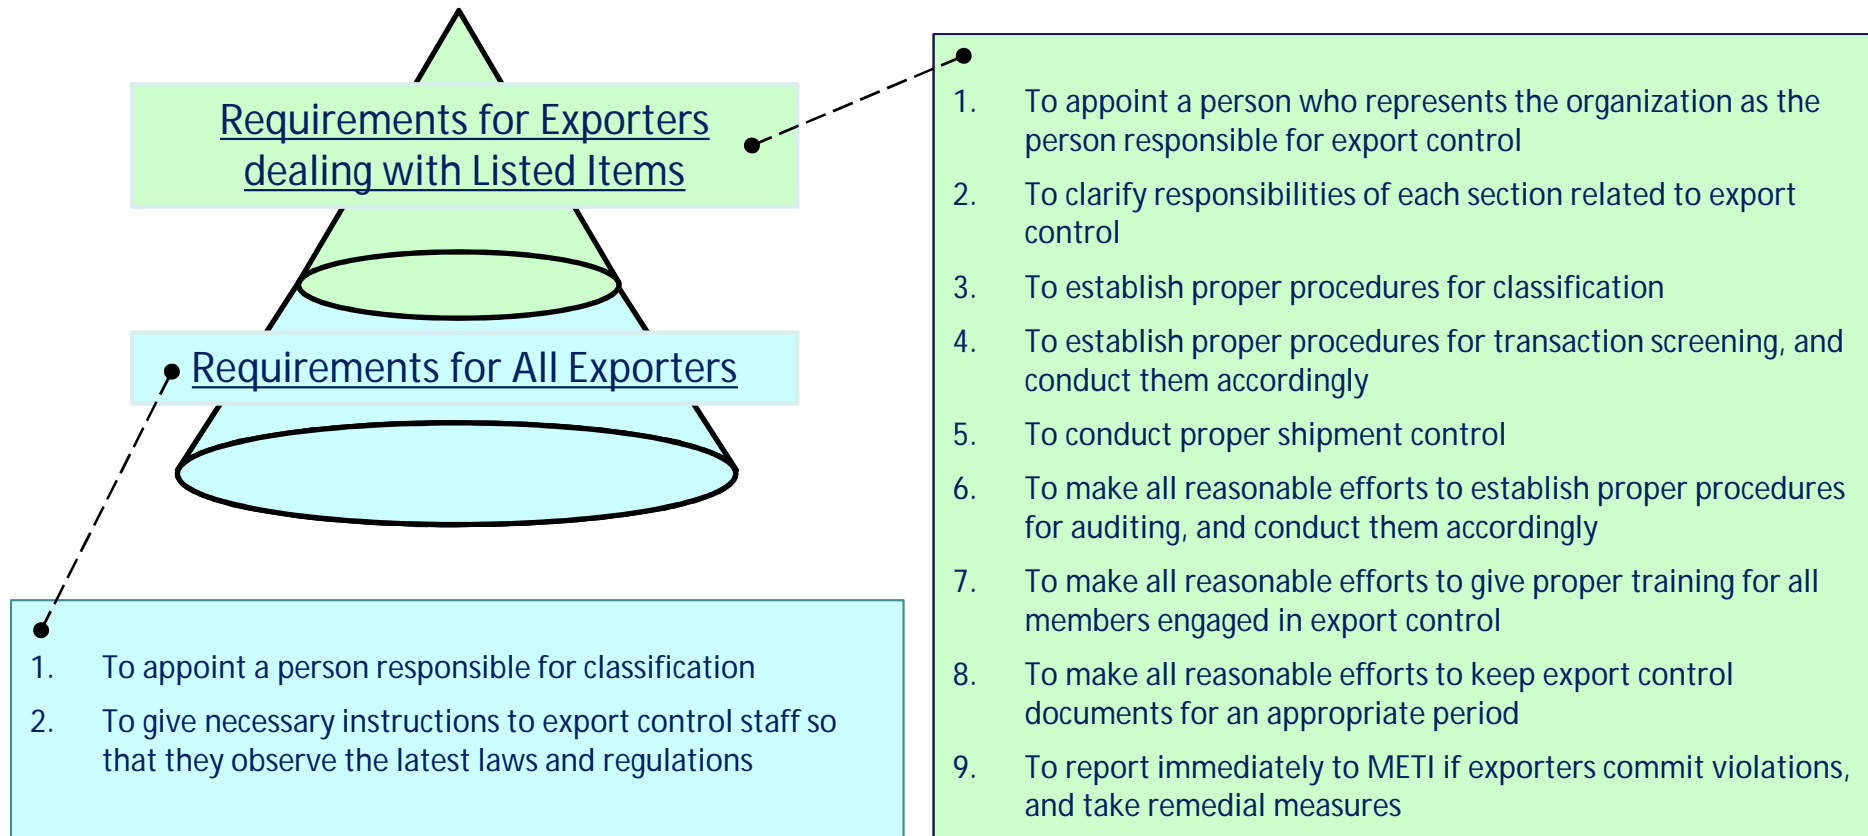 Requirements for Exporters
dealing with Listed Items
Requirements for All Exporters
1. To appoint a person responsible for classification
2. To give necessary instructions to export control staff so
that they observe the latest laws and regulations
1. To appoint a person who represents the organization as the
person responsible for export control
2. To clarify responsibilities of each section related to export
control
3. To establish proper procedures for classification
4. To establish proper procedures for transaction screening, and
conduct them accordingly
5. To conduct proper shipment control
6. To make all reasonable efforts to establish proper procedures
for auditing, and conduct them accordingly
7. To make all reasonable efforts to give proper training for all
members engaged in export control
8. To make all reasonable efforts to keep export control
documents for an appropriate period
9. To report immediately to METI if exporters commit violations,
and take remedial measures